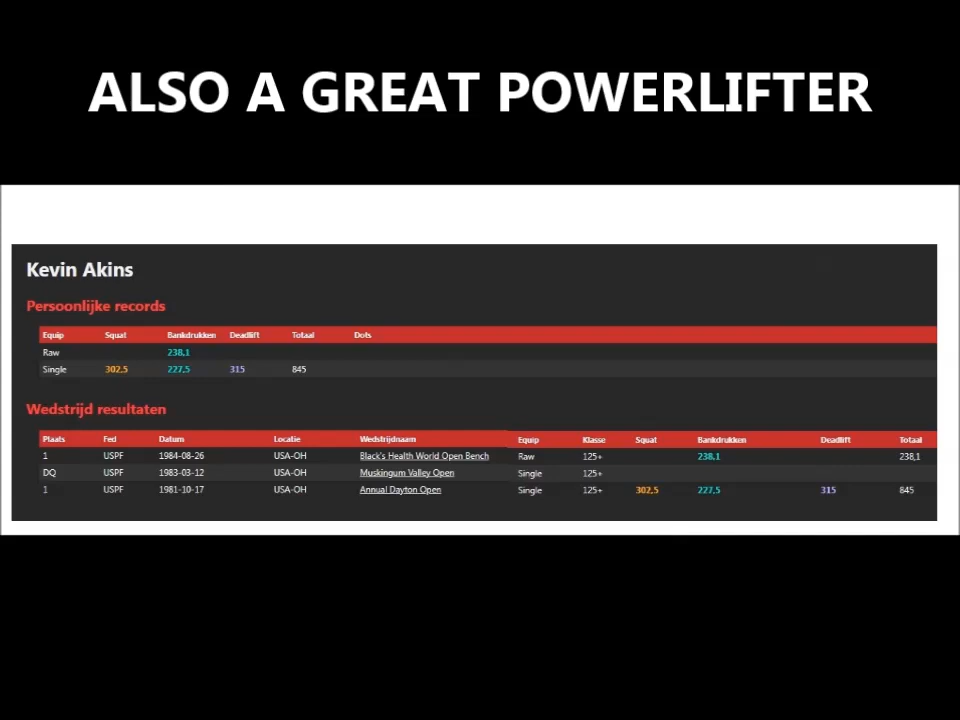 ALSO A GREAT POWERLIFTER
Kevin Akins
Persoonlijke records
Equip Squat Bankdrukken Deadlift Totaal Dots
Raw 238,1
Single 302,5 227,5 315 845
Wedstrijd resultaten
Plaats Fed Datum Locatie Wedstrijdnaam Equip Klasse Squat Bankdrukken Deadlift Totaal
1 USPF 1984-08-26 USA-OH Black's Health World Open Bench Raw 125+ 238,1 238,1
DQ USPF 1983-03-12 USA-OH Muskingum Valley Open Single 125+
1 USPF 1981-10-17 USA-OH Annual Dayton Open Single 125+ 302,5 227,5 315 845